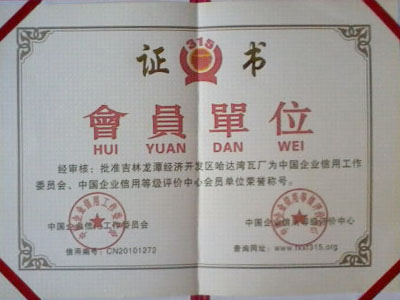 证 315 书
會員單位
HUI YUAN DAN WEI
经审核：批准吉林龙潭经济开发区哈达湾瓦厂为中国企业信用工作
委员会、中国企业信用等级评价中心会员单位荣誉称号。
中国企业信用工作委员会 中国企业信用等级评价中心
信用编号：CN20101272 查询网址：www.fxxf315.org